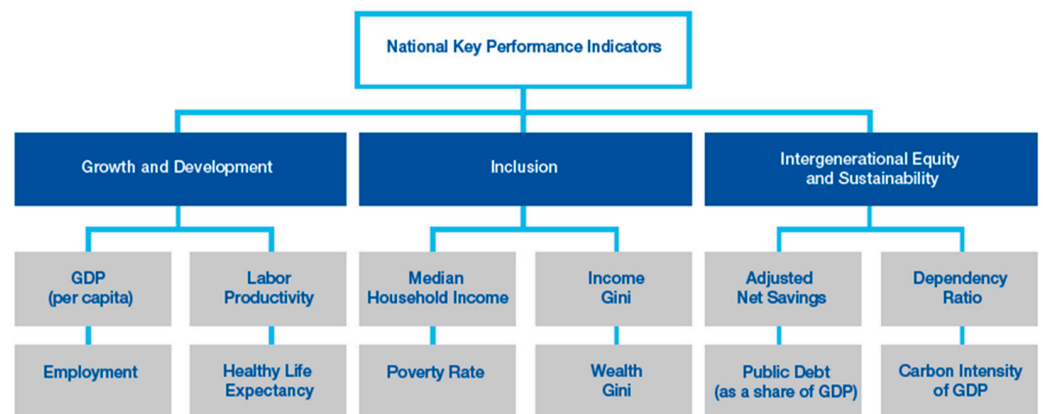 National Key Performance Indicators
Growth and Development
Inclusion
Intergenerational Equity
and Sustainability
GDP
(per capita)
Labor
Productivity
Median
Household Income
Income
Gini
Adjusted
Net Savings
Dependency
Ratio
Employment
Healthy Life
Expectancy
Poverty Rate
Wealth
Gini
Public Debt
(as a share of GDP)
Carbon Intensity
of GDP